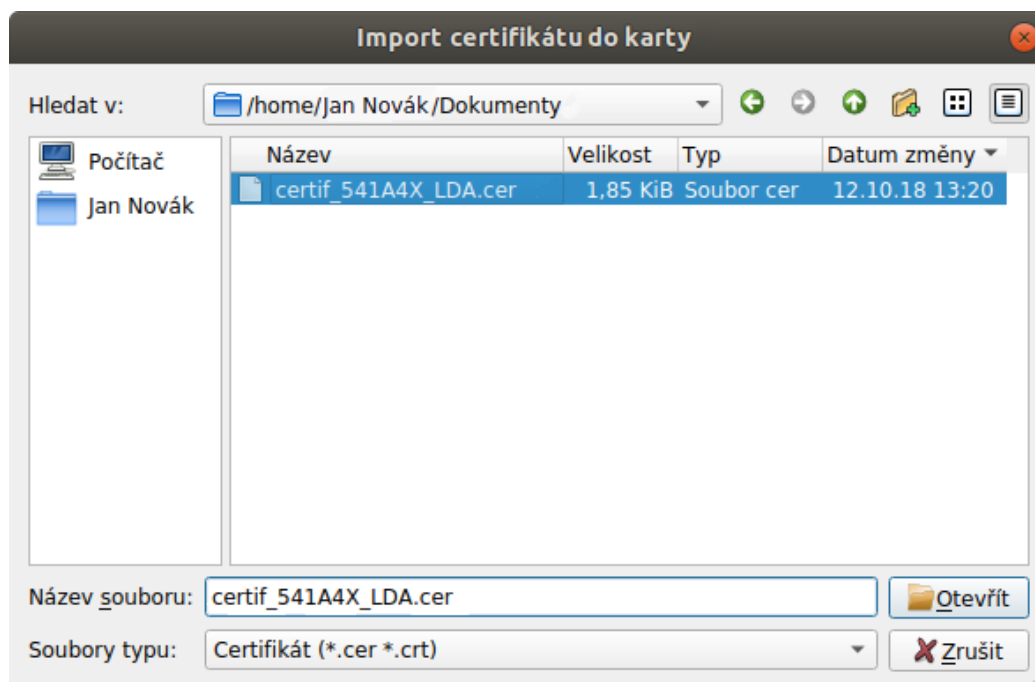 Import certifikátu do karty
Hledat v: /home/Jan Novák/Dokumenty
Počítač
Jan Novák
Název Velikost Typ Datum změny
certif_541A4X_LDA.cer 1,85 KiB Soubor cer 12.10.18 13:20
Název souboru: certif_541A4X_LDA.cer Otevřít
Soubory typu: Certifikát (*.cer *.crt) Zrušit